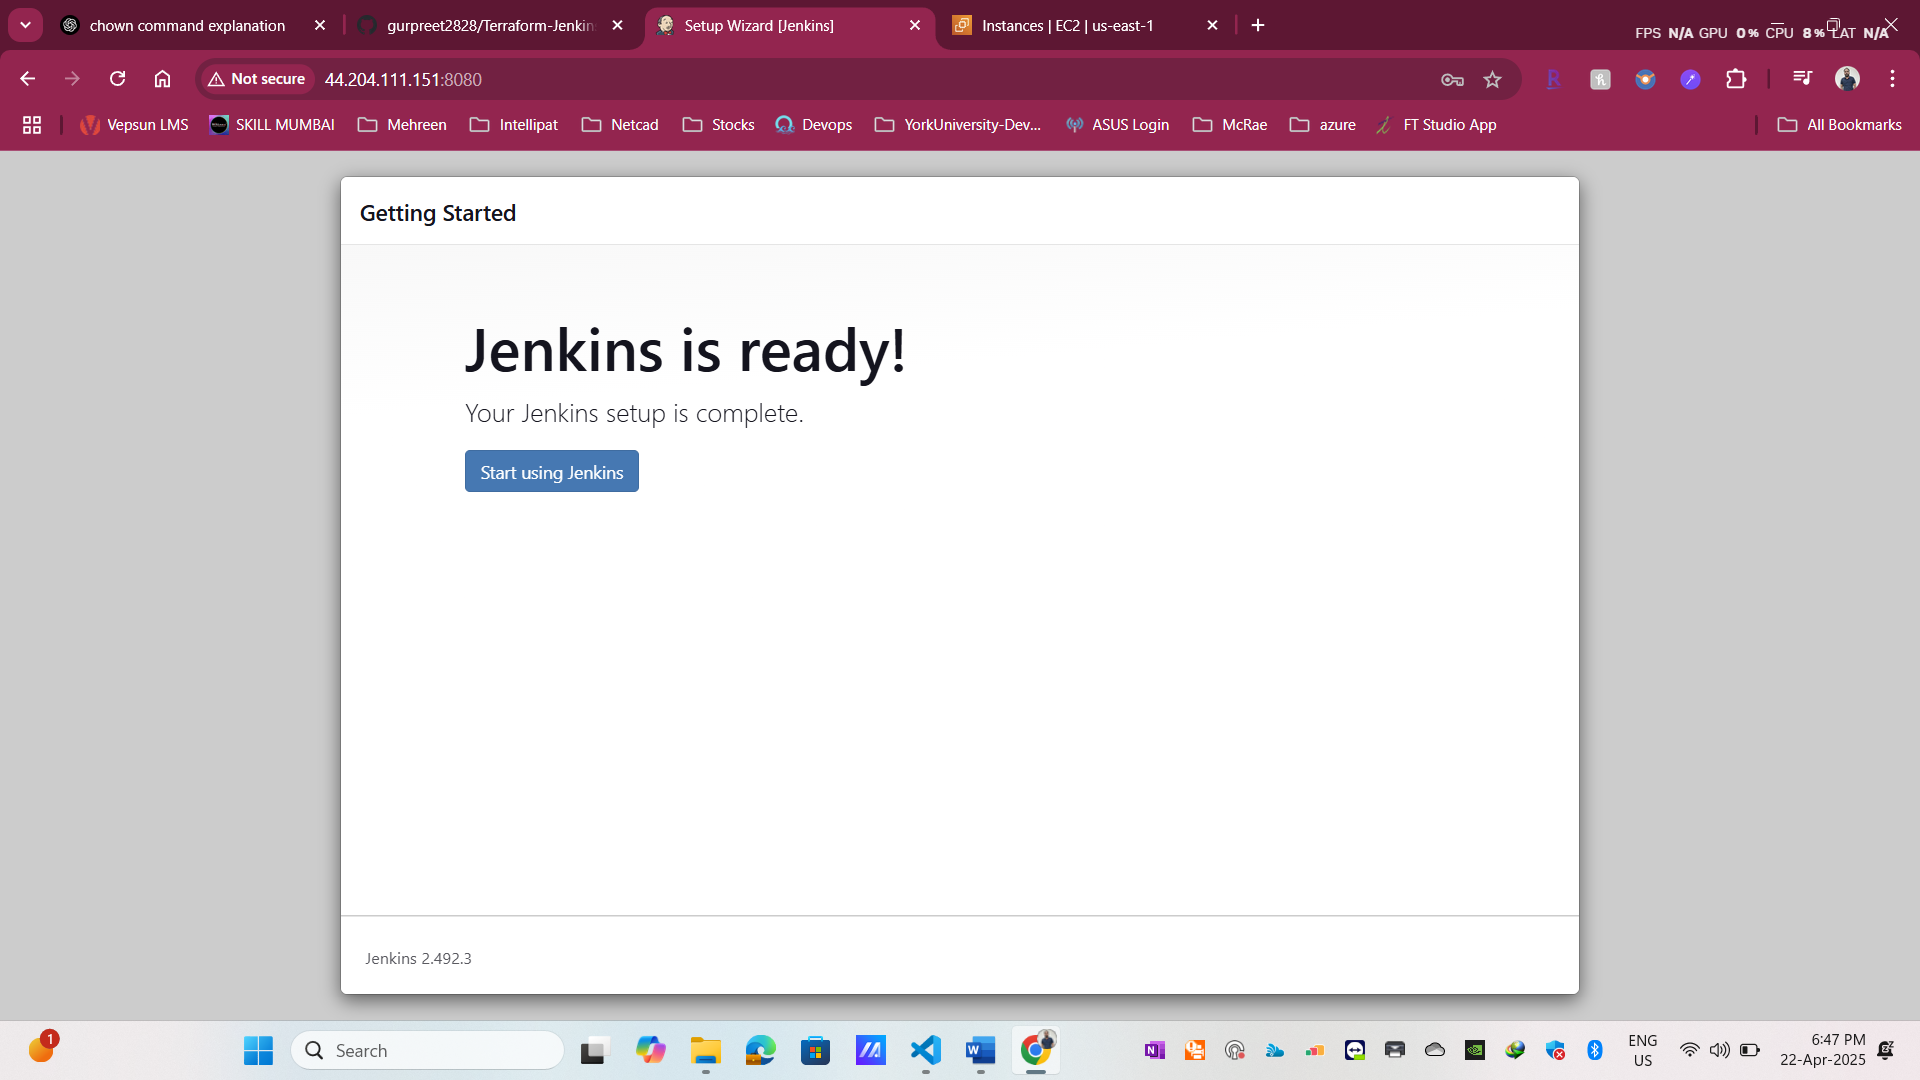 chown command explanation
gurpreet2828/Terraform-Jenkin
Setup Wizard [Jenkins]
Instances | EC2 | us-east-1
FPS N/A GPU 0% CPU 8% LAT N/A
Not secure
44.204.111.151:8080
Vepsun LMS
SKILL MUMBAI
Mehreen
Intellipat
Netcad
Stocks
Devops
YorkUniversity-Dev...
ASUS Login
McRae
azure
FT Studio App
All Bookmarks
Getting Started
Jenkins is ready!
Your Jenkins setup is complete.
Start using Jenkins
Jenkins 2.492.3
1
Search
ENG
US
6:47 PM
22-Apr-2025